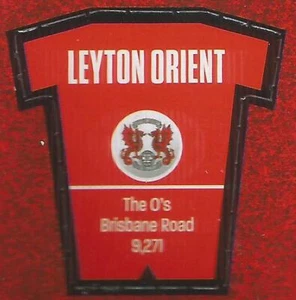 LEYTON ORIENT
The O's
Brisbane Road
9,271